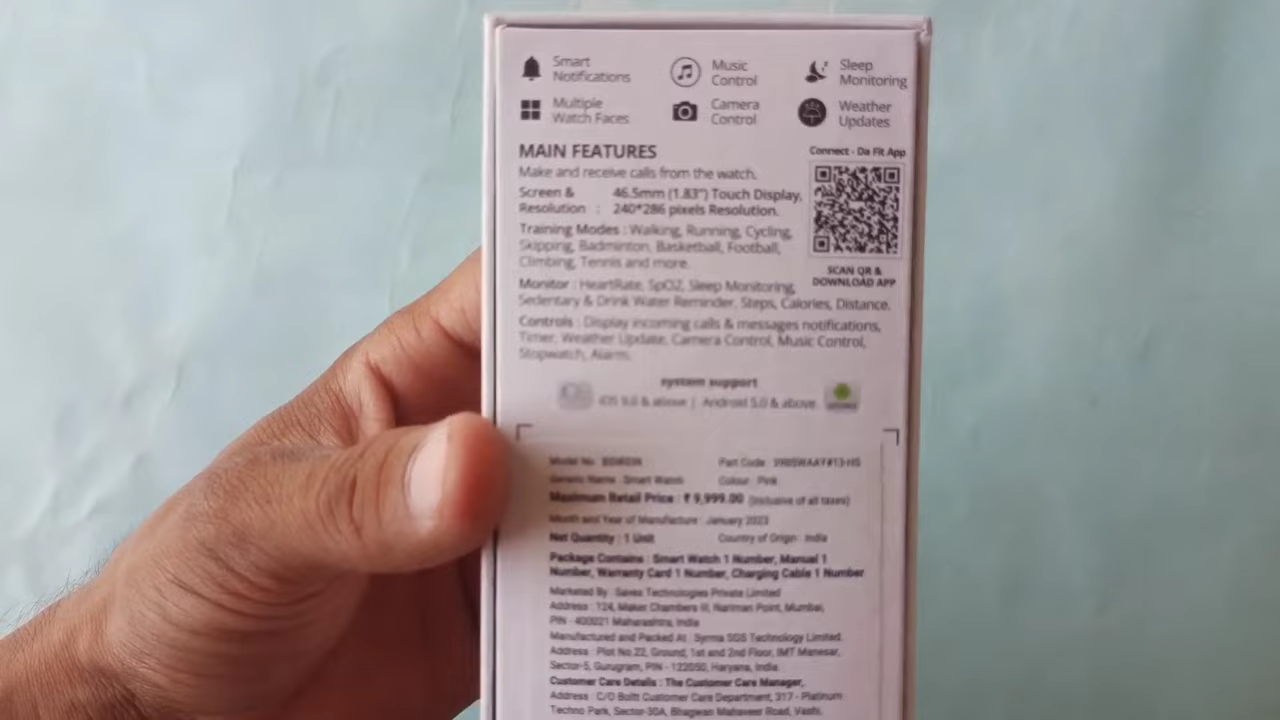 Smart
Notifications
Music
Control
Sleep
Monitoring
Multiple
Watch Faces
Camera
Control
Weather
Updates
MAIN FEATURES
Connect - Da Fit App
Make and receive calls from the watch.
Screen & 46.5mm (1.83") Touch Display,
Resolution : 240*286 pixels Resolution.
Training Modes : Walking, Running, Cycling,
Skipping, Badminton, Basketball, Football,
Climbing, Tennis and more.
SCAN QR &
DOWNLOAD APP
Monitor : HeartRate, SpO2, Sleep Monitoring,
Sedentary & Drink Water Reminder, Steps, Calories, Distance.
Controls : Display incoming calls & messages notifications,
Timer, Weather Update, Camera Control, Music Control,
Stopwatch, Alarm.
system support
iOS 9.0 & above | Android 5.0 & above
Model No. Part Code :
Generic Name : Smart Watch Colour : Pink
Maximum Retail Price : ₹ 9,999.00 (Inclusive of all taxes)
Month and Year of Manufacture : January 2023
Net Quantity : 1 Unit Country of Origin : India
Package Contains : Smart Watch 1 Number, Manual 1
Number, Warranty Card 1 Number, Charging Cable 1 Number
Marketed By : Savex Technologies Private Limited
Address : 124, Maker Chambers III, Nariman Point, Mumbai,
PIN - 400021 Maharashtra, India
Manufactured and Packed At : Syrma SGS Technology Limited.
Address : Plot No.22, Ground, 1st and 2nd Floor, IMT Manesar,
Sector-5, Gurugram, PIN - 122050, Haryana, India.
Customer Care Details : The Customer Care Manager,
Address : C/O Boltt Customer Care Department, 317 - Platinum
Techno Park, Sector-30A, Bhagwan Mahaveer Road, Vashi,